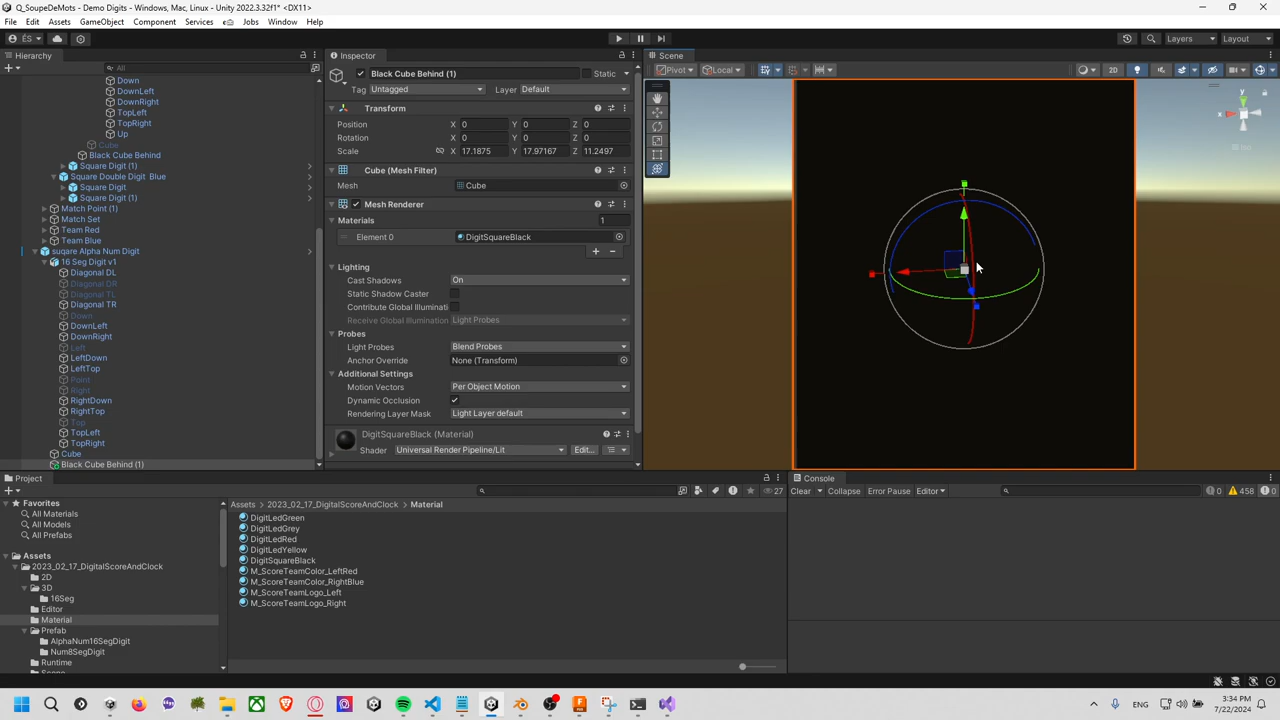 Q_SoupeDeMots - Demo Digits - Windows, Mac, Linux - Unity 2022.3.32f1* <DX11>
File Edit Assets GameObject Component Services Jobs Window Help
ÉS Layers Layout
Hierarchy
All
Down
DownLeft
DownRight
TopLeft
TopRight
Up
Cube
Black Cube Behind
Square Digit (1)
Square Double Digit Blue
Square Digit
Square Digit (1)
Match Point (1)
Match Set
Team Red
Team Blue
suqare Alpha Num Digit
16 Seg Digit v1
Diagonal DL
Diagonal DR
Diagonal TL
Diagonal TR
Down
DownLeft
DownRight
Left
LeftDown
LeftTop
Point
Right
RightDown
RightTop
Top
TopLeft
TopRight
Cube
Black Cube Behind (1)
Inspector
Black Cube Behind (1) Static
Tag Untagged Layer Default
Transform
Position X 0 Y 0 Z 0
Rotation X 0 Y 0 Z 0
Scale X 17.1875 Y 17.97167 Z 11.2497
Cube (Mesh Filter)
Mesh Cube
Mesh Renderer
Materials 1
Element 0 DigitSquareBlack
Lighting
Cast Shadows On
Static Shadow Caster
Contribute Global Illuminati
Receive Global Illumination Light Probes
Probes
Light Probes Blend Probes
Anchor Override None (Transform)
Additional Settings
Motion Vectors Per Object Motion
Dynamic Occlusion
Rendering Layer Mask Light Layer default
DigitSquareBlack (Material)
Shader Universal Render Pipeline/Lit Edit...
Scene
Pivot Local 2D
y
x
Iso
Project
27
Favorites
All Materials
All Models
All Prefabs
Assets
2023_02_17_DigitalScoreAndClock
2D
3D
16Seg
Editor
Material
Prefab
AlphaNum16SegDigit
Num8SegDigit
Runtime
Scene
Assets 2023_02_17_DigitalScoreAndClock Material
DigitLedGreen
DigitLedGrey
DigitLedRed
DigitLedYellow
DigitSquareBlack
M_ScoreTeamColor_LeftRed
M_ScoreTeamColor_RightBlue
M_ScoreTeamLogo_Left
M_ScoreTeamLogo_Right
Console
Clear Collapse Error Pause Editor 0 458 0
ENG 3:34 PM
7/22/2024